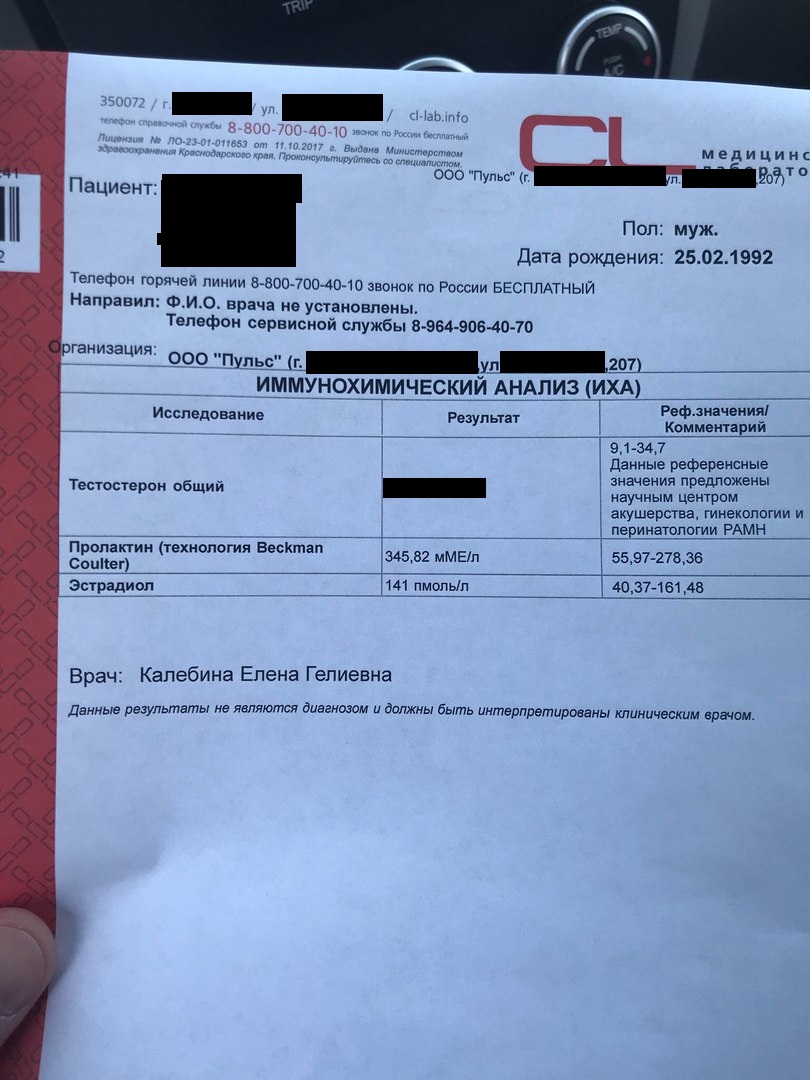 TRIP
TEMP
PUSH
A/C
350072 / г. / ул. / cl-lab.info
телефон справочной службы 8-800-700-40-10 звонок по России бесплатный
Лицензия № ЛО-23-01-011653 от 11.10.2017 г. Выдана Министерством
здравоохранения Краснодарского края. Проконсультируйтесь со специалистом.
CL
медицинс
лаборато
ООО "Пульс" (г. ул. ,207)
41
2
Пациент:
Пол: муж.
Дата рождения: 25.02.1992
Телефон горячей линии 8-800-700-40-10 звонок по России БЕСПЛАТНЫЙ
Направил: Ф.И.О. врача не установлены.
Телефон сервисной службы 8-964-906-40-70
Организация: ООО "Пульс" (г. ,ул ,207)
ИММУНОХИМИЧЕСКИЙ АНАЛИЗ (ИХА)
Исследование Результат Реф.значения/
Комментарий
Тестостерон общий
9,1-34,7
Данные референсные
значения предложены
научным центром
акушерства, гинекологии и
перинатологии РАМН
Пролактин (технология Beckman
Coulter) 345,82 мМЕ/л 55,97-278,36
Эстрадиол 141 пмоль/л 40,37-161,48
Врач: Калебина Елена Гелиевна
Данные результаты не являются диагнозом и должны быть интерпретированы клиническим врачом.